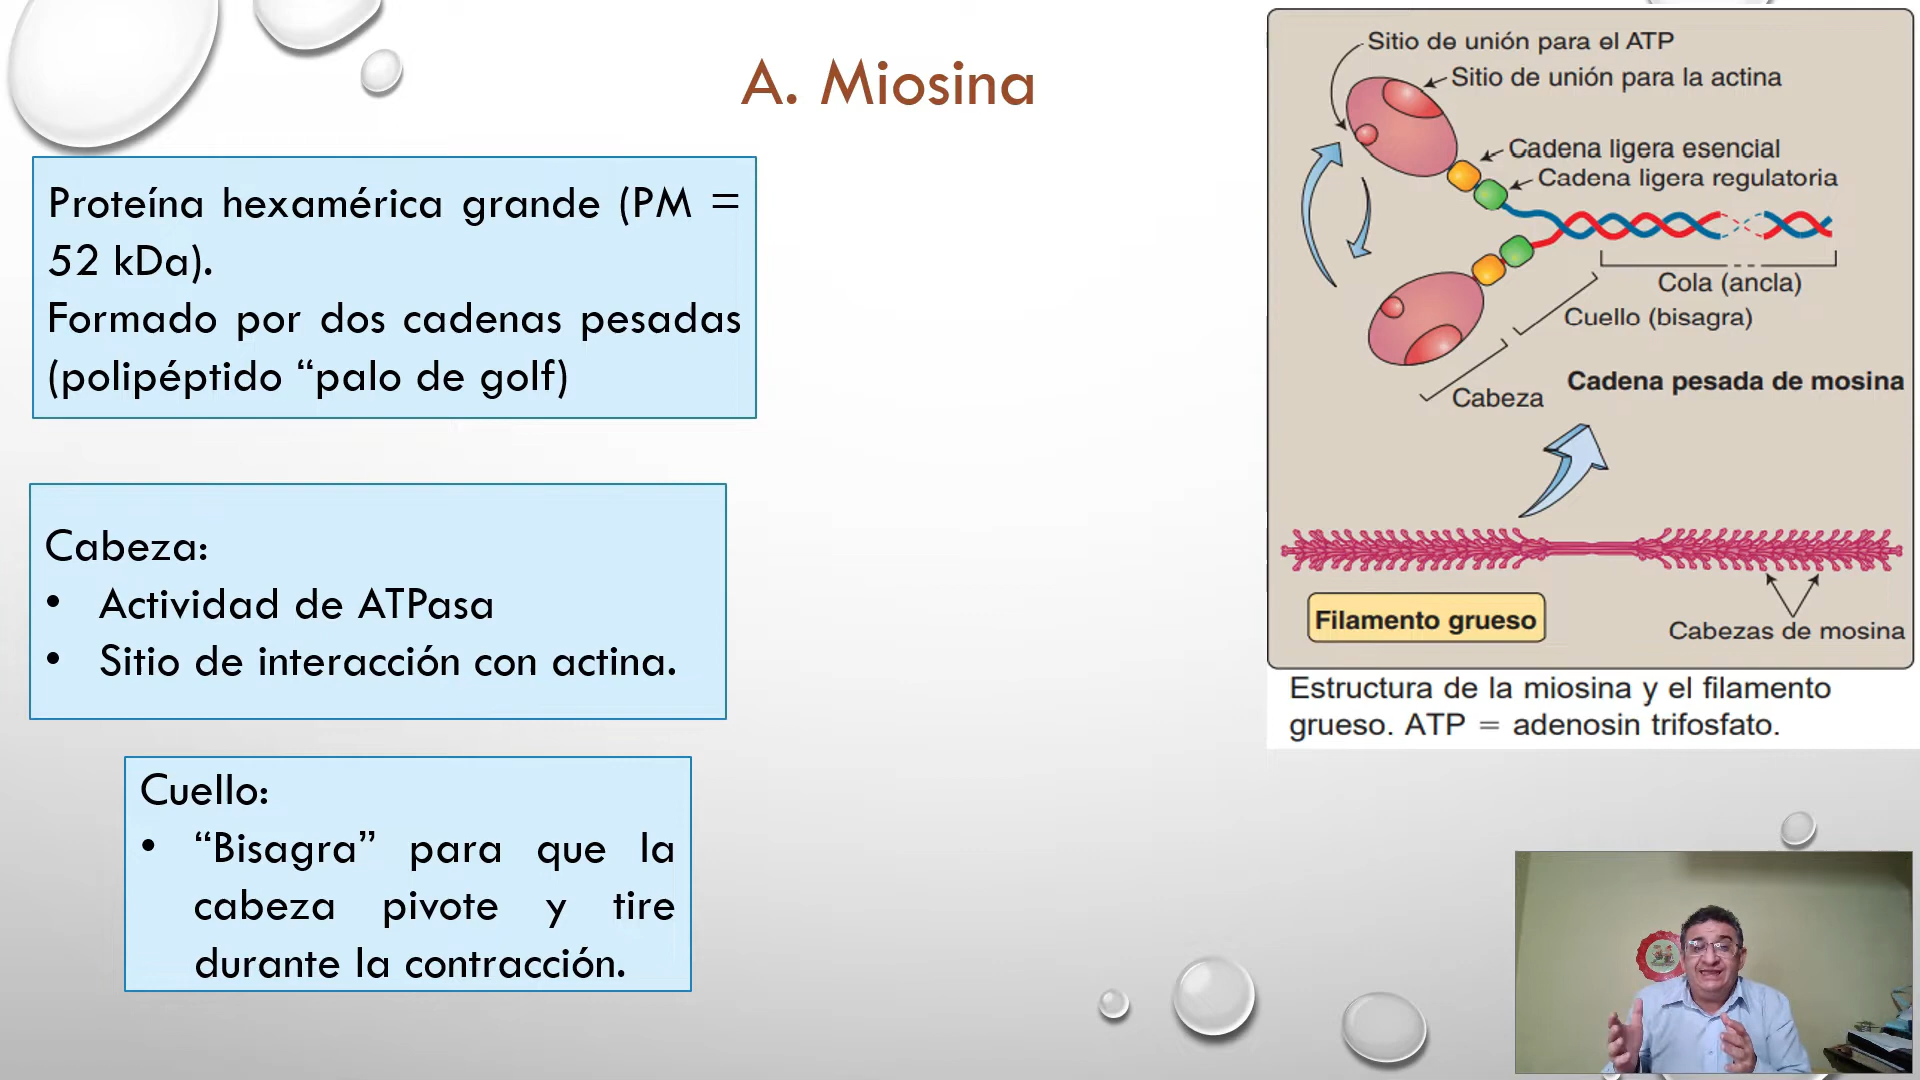 A. Miosina
Proteína hexamérica grande (PM =
52 kDa).
Formado por dos cadenas pesadas
(polipéptido “palo de golf)
Cabeza:
• Actividad de ATPasa
• Sitio de interacción con actina.
Cuello:
• “Bisagra” para que la
cabeza pivote y tire
durante la contracción.
Sitio de unión para el ATP
Sitio de unión para la actina
Cadena ligera esencial
Cadena ligera regulatoria
Cola (ancla)
Cuello (bisagra)
Cadena pesada de mosina
Cabeza
Filamento grueso
Cabezas de mosina
Estructura de la miosina y el filamento
grueso. ATP = adenosin trifosfato.